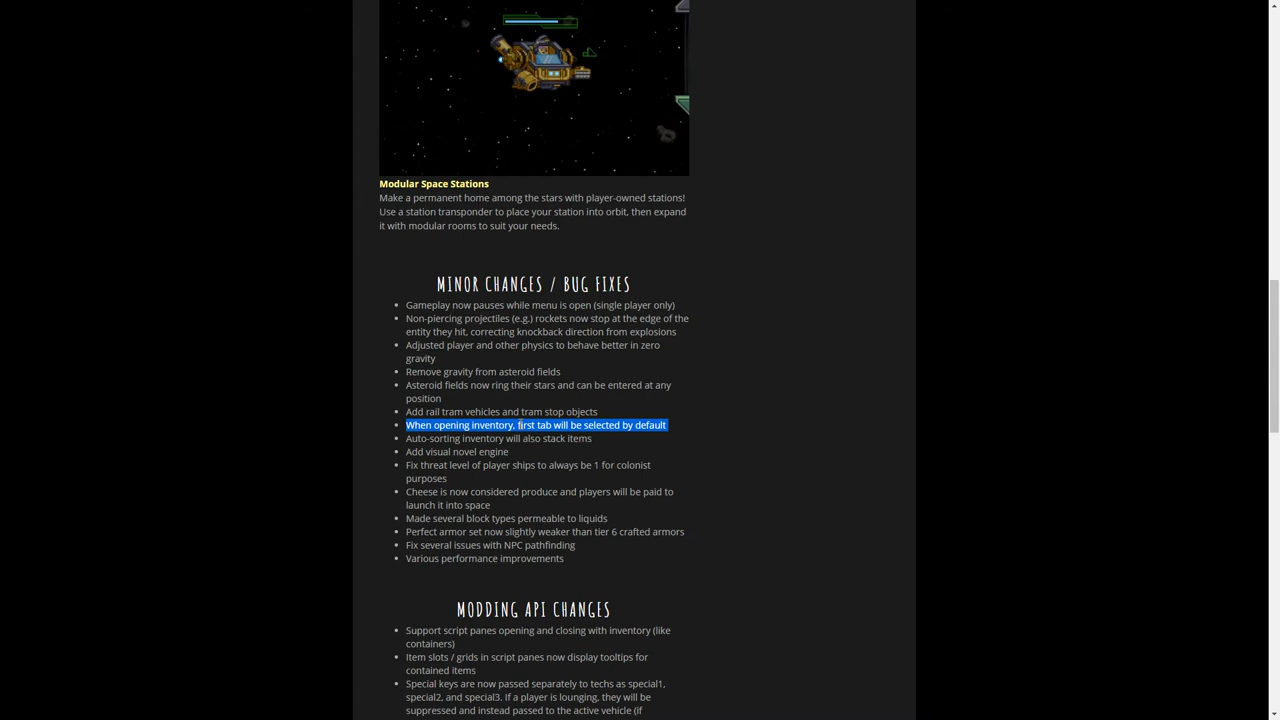 Modular Space Stations
Make a permanent home among the stars with player-owned stations!
Use a station transponder to place your station into orbit, then expand
it with modular rooms to suit your needs.
MINOR CHANGES / BUG FIXES
• Gameplay now pauses while menu is open (single player only)
• Non-piercing projectiles (e.g.) rockets now stop at the edge of the
entity they hit, correcting knockback direction from explosions
• Adjusted player and other physics to behave better in zero
gravity
• Remove gravity from asteroid fields
• Asteroid fields now ring their stars and can be entered at any
position
• Add rail tram vehicles and tram stop objects
• When opening inventory, first tab will be selected by default
• Auto-sorting inventory will also stack items
• Add visual novel engine
• Fix threat level of player ships to always be 1 for colonist
purposes
• Cheese is now considered produce and players will be paid to
launch it into space
• Made several block types permeable to liquids
• Perfect armor set now slightly weaker than tier 6 crafted armors
• Fix several issues with NPC pathfinding
• Various performance improvements
MODDING API CHANGES
• Support script panes opening and closing with inventory (like
containers)
• Item slots / grids in script panes now display tooltips for
contained items
• Special keys are now passed separately to techs as special1,
special2, and special3. If a player is lounging, they will be
suppressed and instead passed to the active vehicle (if